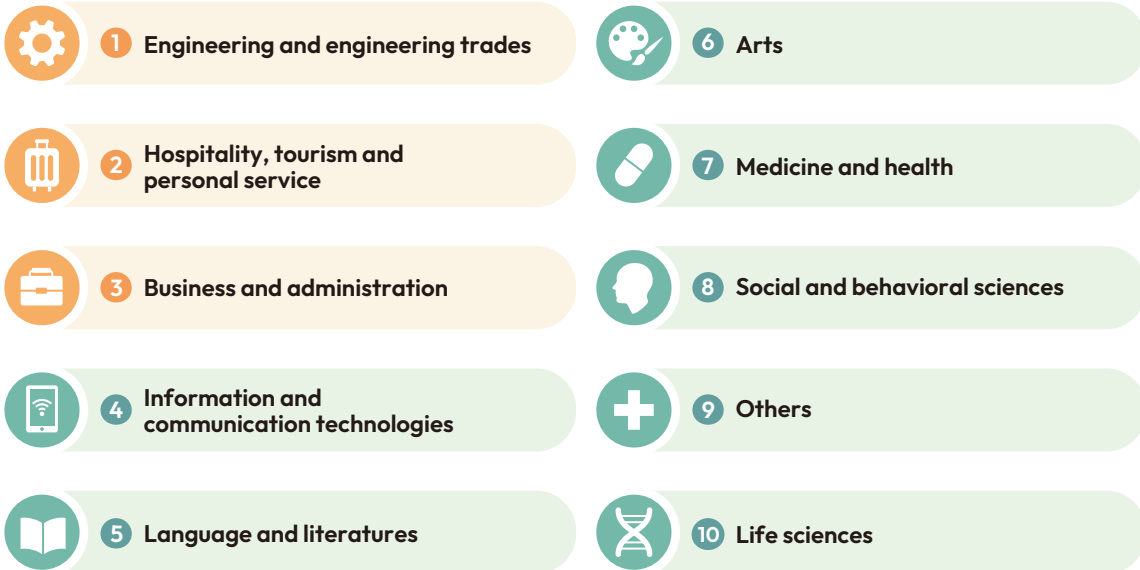 1 Engineering and engineering trades
2 Hospitality, tourism and
personal service
3 Business and administration
4 Information and
communication technologies
5 Language and literatures
6 Arts
7 Medicine and health
8 Social and behavioral sciences
9 Others
10 Life sciences